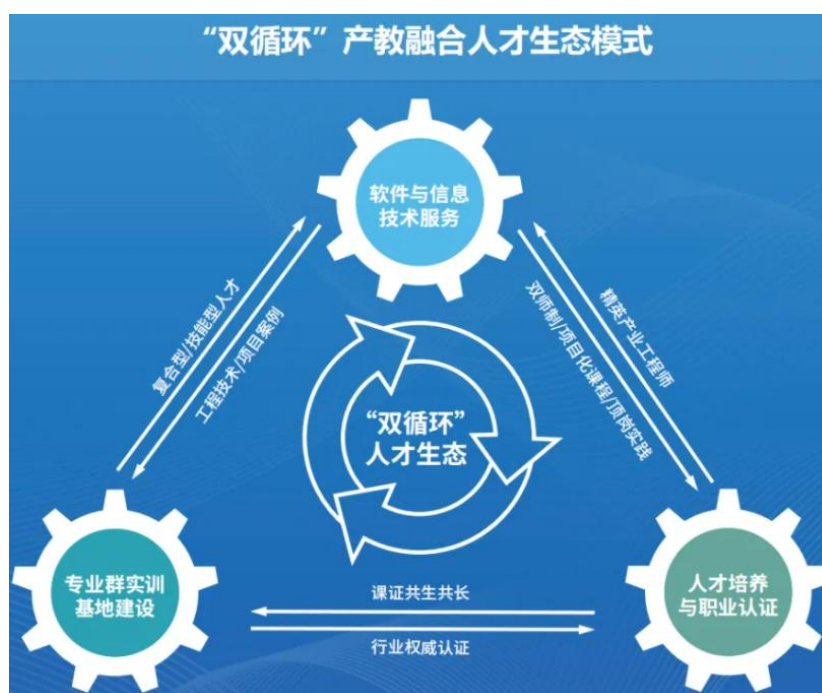 “双循环”产教融合人才生态模式
软件与信息
技术服务
复合型/技能型人才
工程技术/项目案例
双师制/项目化课程/顶岗实践
精英产业工程师
“双循环”
人才生态
专业群实训
基地建设
课证共生共长
行业权威认证
人才培养
与职业认证